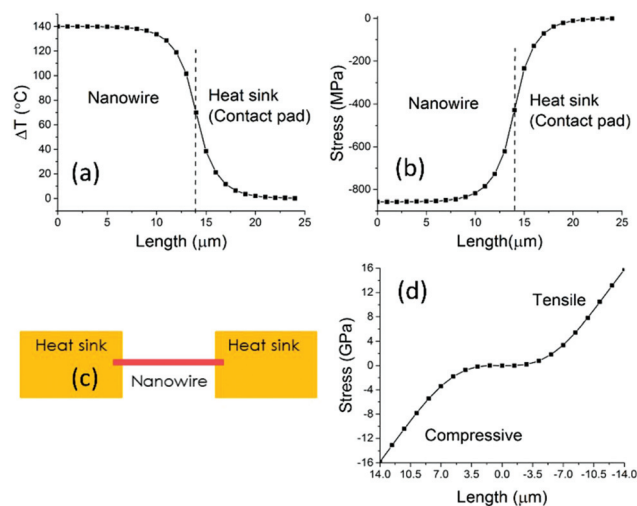 140
120
100
80
60
40
20
0
ΔT (°C)
Nanowire
Heat sink
(Contact pad)
(a)
0 5 10 15 20 25
Length (μm)
0
-200
-400
-600
-800
Stress (MPa)
Nanowire
Heat sink
(Contact pad)
(b)
0 5 10 15 20 25
Length(μm)
Heat sink
Heat sink
(c)
Nanowire
16
12
8
4
0
-4
-8
-12
-16
Stress (GPa)
(d)
Tensile
Compressive
14.0 10.5 7.0 3.5 0.0 -3.5 -7.0 -10.5 -14.0
Length (μm)